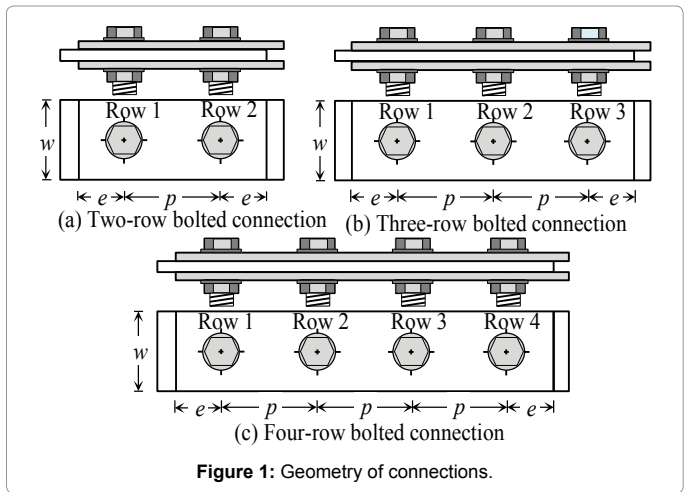 Row 1 Row 2
w
e p e
(a) Two-row bolted connection
Row 1 Row 2 Row 3
w
e p p e
(b) Three-row bolted connection
Row 1 Row 2 Row 3 Row 4
w
e p p p e
(c) Four-row bolted connection
Figure 1: Geometry of connections.